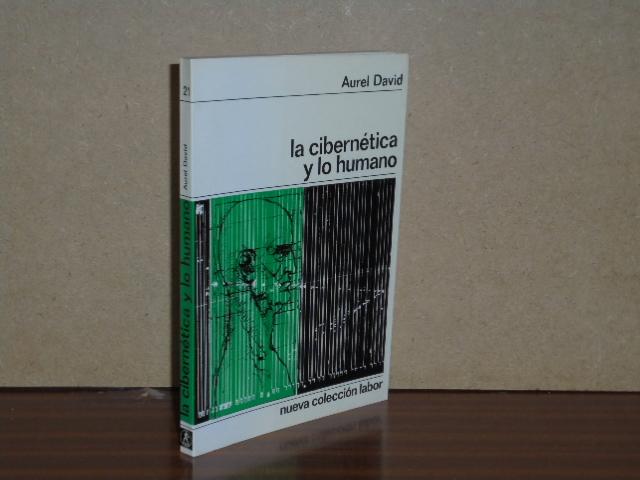 Aurel David
la cibernética
y lo humano
nueva colección labor
21
Aurel David
la cibernética y lo humano